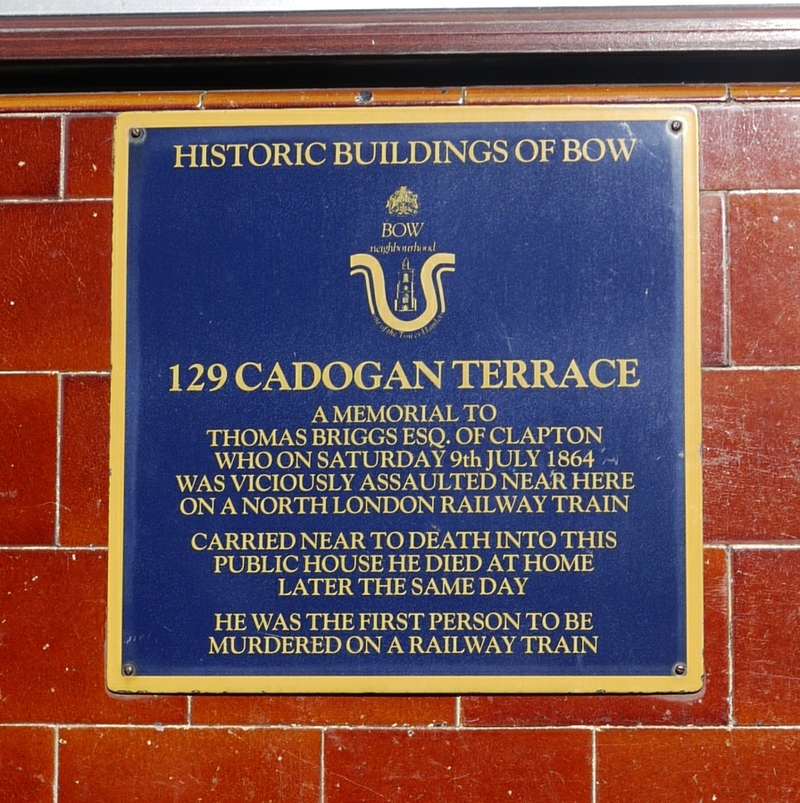 HISTORIC BUILDINGS OF BOW
BOW
neighbourhood
129 CADOGAN TERRACE
A MEMORIAL TO
THOMAS BRIGGS ESQ. OF CLAPTON
WHO ON SATURDAY 9th JULY 1864
WAS VICIOUSLY ASSAULTED NEAR HERE
ON A NORTH LONDON RAILWAY TRAIN
CARRIED NEAR TO DEATH INTO THIS
PUBLIC HOUSE HE DIED AT HOME
LATER THE SAME DAY
HE WAS THE FIRST PERSON TO BE
MURDERED ON A RAILWAY TRAIN